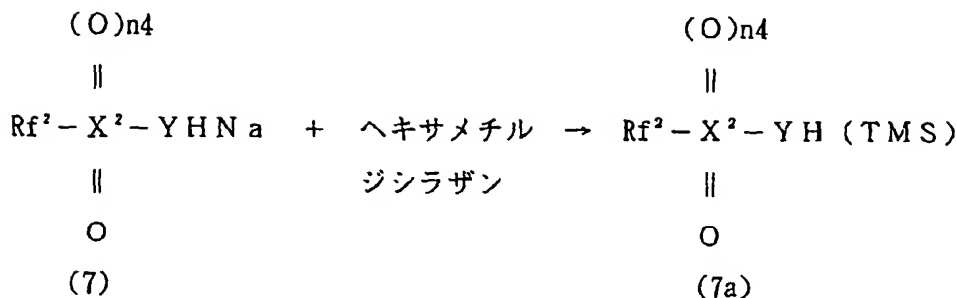 (O)n4 (O)n4
‖ ‖
Rf²−X²−YHNa + ヘキサメチル → Rf²−X²−YH(TMS)
‖ ジシラザン ‖
O O
(7) (7a)